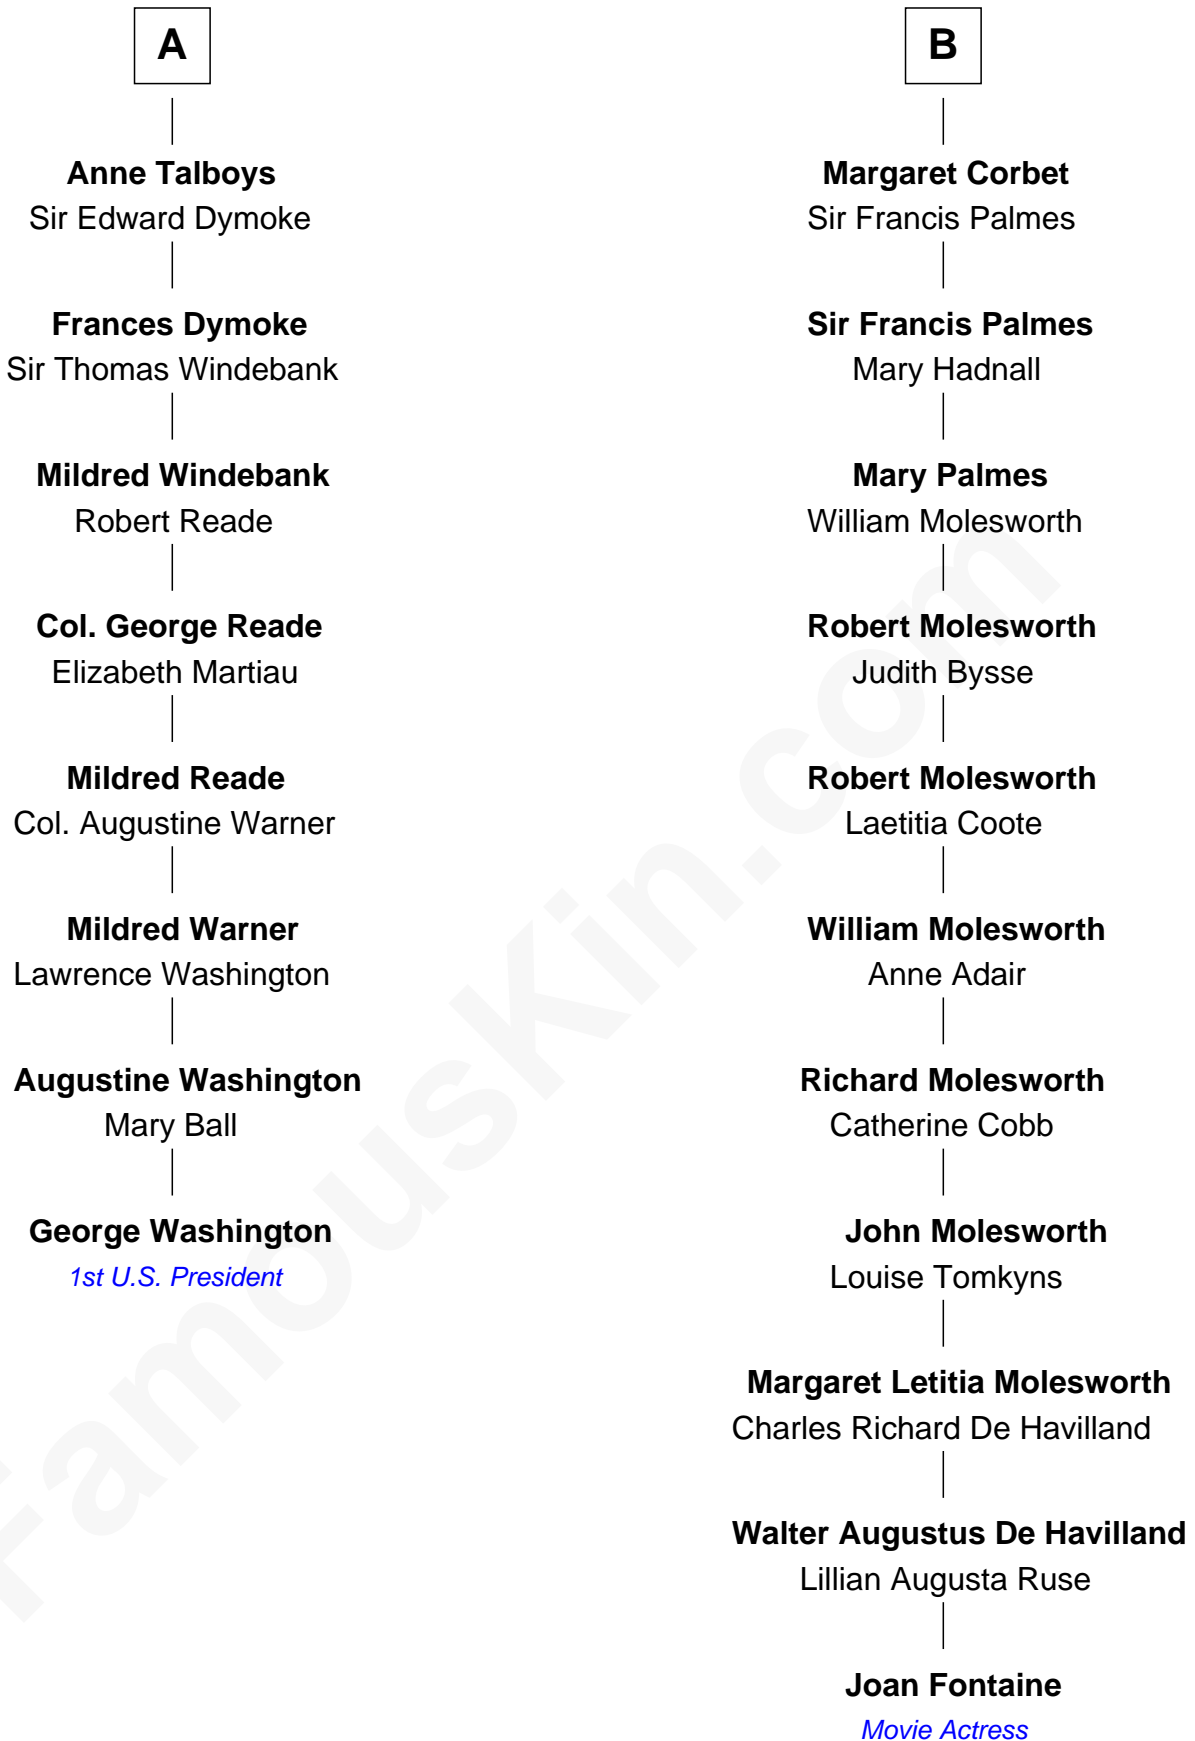 A
Anne Talboys
Sir Edward Dymoke
Frances Dymoke
Sir Thomas Windebank
Mildred Windebank
Robert Reade
Col. George Reade
Elizabeth Martiau
Mildred Reade
Col. Augustine Warner
Mildred Warner
Lawrence Washington
Augustine Washington
Mary Ball
George Washington
1st U.S. President
B
Margaret Corbet
Sir Francis Palmes
Sir Francis Palmes
Mary Hadnall
Mary Palmes
William Molesworth
Robert Molesworth
Judith Bysse
Robert Molesworth
Laetitia Coote
William Molesworth
Anne Adair
Richard Molesworth
Catherine Cobb
John Molesworth
Louise Tomkyns
Margaret Letitia Molesworth
Charles Richard De Havilland
Walter Augustus De Havilland
Lillian Augusta Ruse
Joan Fontaine
Movie Actress
FamousKin.com